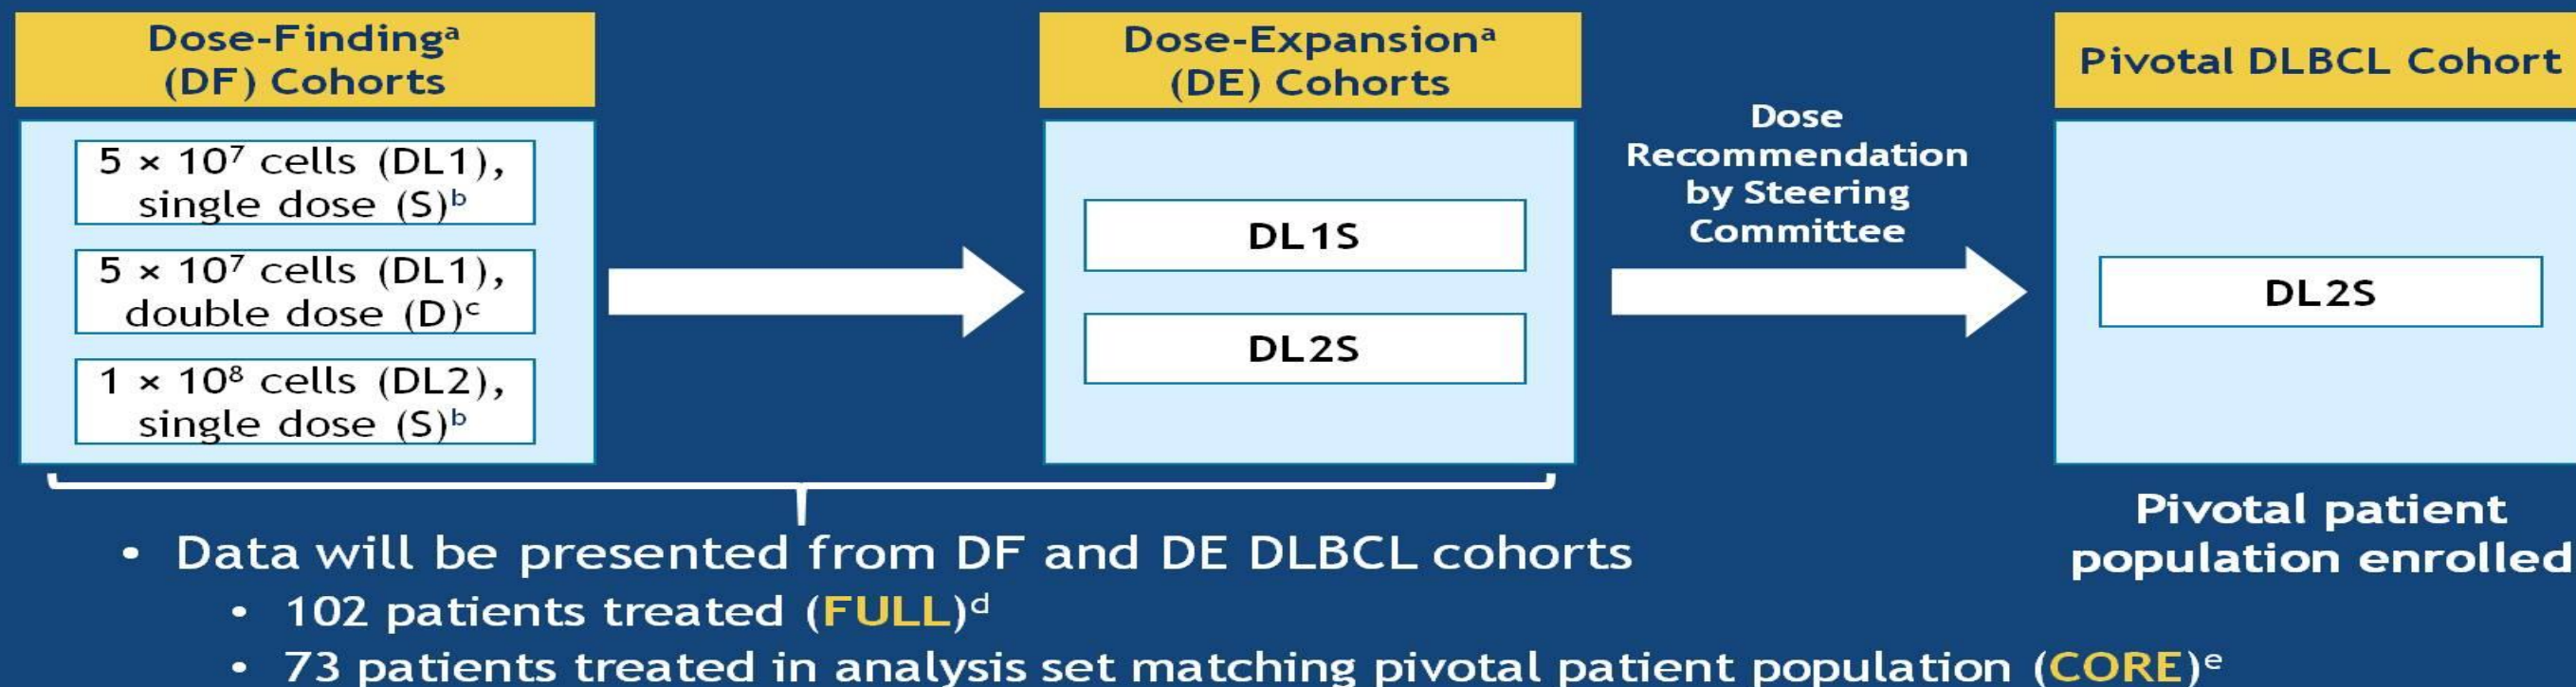 Dose-Findingᵃ
(DF) Cohorts
5 × 10⁷ cells (DL1),
single dose (S)ᵇ
5 × 10⁷ cells (DL1),
double dose (D)ᶜ
1 × 10⁸ cells (DL2),
single dose (S)ᵇ
Dose-Expansionᵃ
(DE) Cohorts
DL1S
DL2S
Dose
Recommendation
by Steering
Committee
Pivotal DLBCL Cohort
DL2S
Pivotal patient
population enrolled
• Data will be presented from DF and DE DLBCL cohorts
• 102 patients treated (FULL)ᵈ
• 73 patients treated in analysis set matching pivotal patient population (CORE)ᵉ